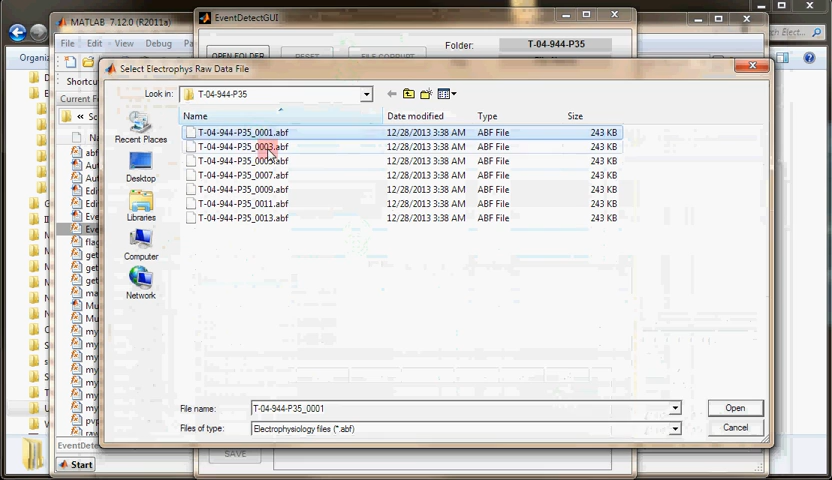 EventDetectGUI
MATLAB 7.12.0 (R2011a)
File Edit View Debug
OPEN FOLDER RESET FILE CORRUPT
Folder: T-04-944-P35
Organiz
Shortcu
Current F
Select Electrophys Raw Data File
Look in: T-04-944-P35
Name Date modified Type Size
T-04-944-P35_0001.abf 12/28/2013 3:38 AM ABF File 243 KB
T-04-944-P35_0003.abf 12/28/2013 3:38 AM ABF File 243 KB
T-04-944-P35_0005.abf 12/28/2013 3:38 AM ABF File 243 KB
T-04-944-P35_0007.abf 12/28/2013 3:38 AM ABF File 243 KB
T-04-944-P35_0009.abf 12/28/2013 3:38 AM ABF File 243 KB
T-04-944-P35_0011.abf 12/28/2013 3:38 AM ABF File 243 KB
T-04-944-P35_0013.abf 12/28/2013 3:38 AM ABF File 243 KB
Recent Places
Desktop
Libraries
Computer
Network
File name: T-04-944-P35_0001
Open
Files of type: Electrophysiology files (*.abf)
Cancel
EventDetec
SAVE
Start